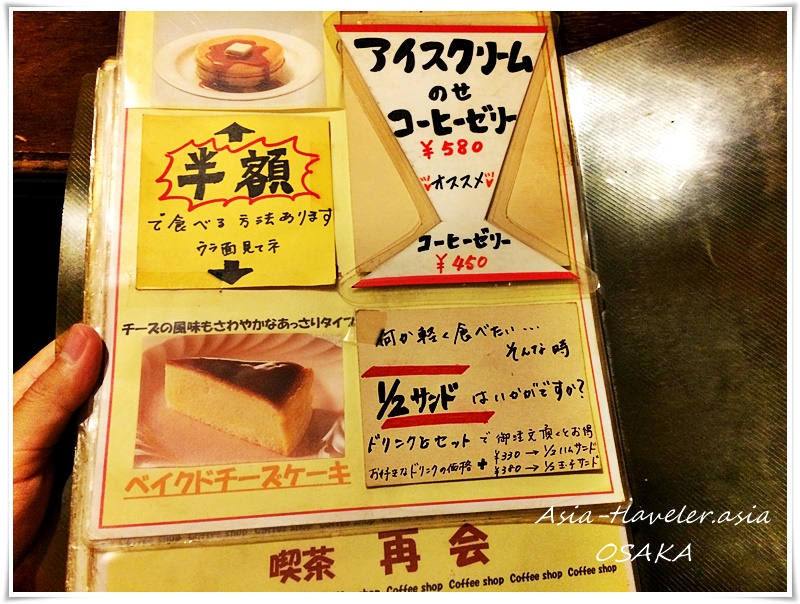 アイスクリーム
のせ
コーヒーゼリー
¥580
オススメ
コーヒーゼリー
¥450
半額
で食べる方法あります
ウラ面見てネ
チーズの風味もさわやかなあっさりタイプ
ベイクドチーズケーキ
何か軽く食べたい…
そんな時
1/2サンド はいかがですか?
ドリンクとセットで御注文頂くとお得
お好きなドリンクの価格 + ¥330→1/2ハムサンド
¥380→1/2玉子サンド
Coffee shop Coffee shop Coffee shop Coffee shop
喫茶 再会
Coffee shop Coffee shop Coffee shop Coffee shop
Asia-traveler.asia
OSAKA